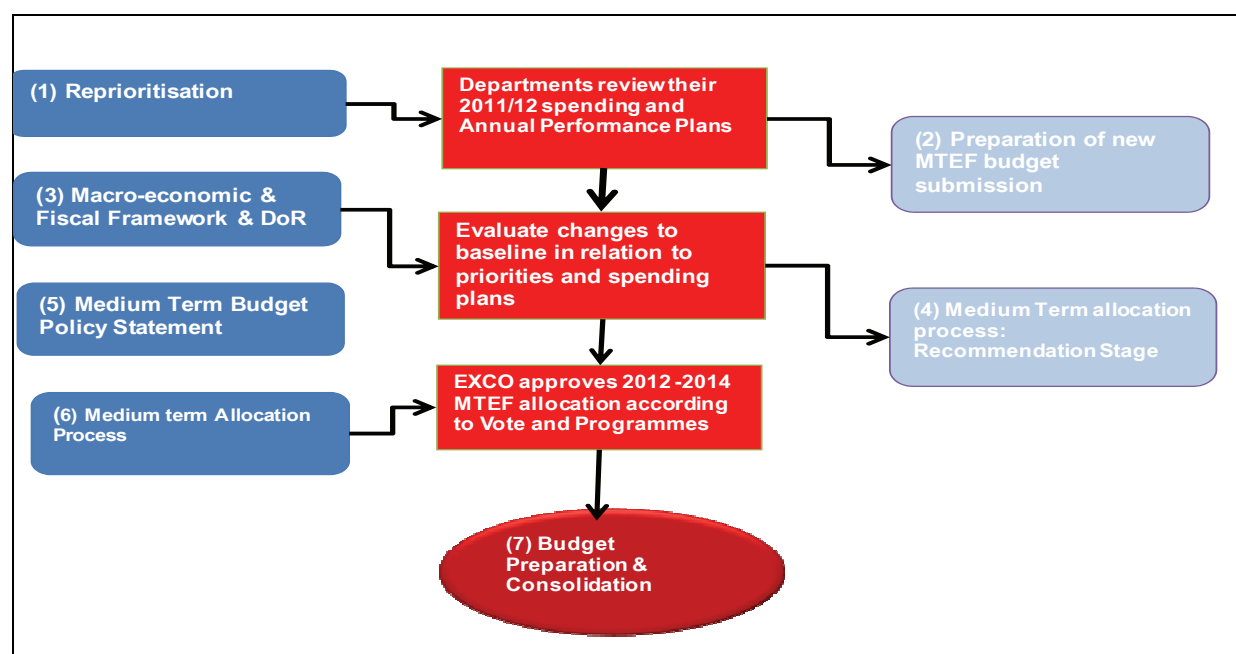 (1) Reprioritisation
Departments review their
2011/12 spending and
Annual Performance Plans
(2) Preparation of new
MTEF budget
submission
(3) Macro-economic &
Fiscal Framework & DoR
Evaluate changes to
baseline in relation to
priorities and spending
plans
(5) Medium Term Budget
Policy Statement
(4) Medium Term allocation
process:
Recommendation Stage
EXCO approves 2012 -2014
MTEF allocation according
to Vote and Programmes
(6) Medium term Allocation
Process
(7) Budget
Preparation &
Consolidation